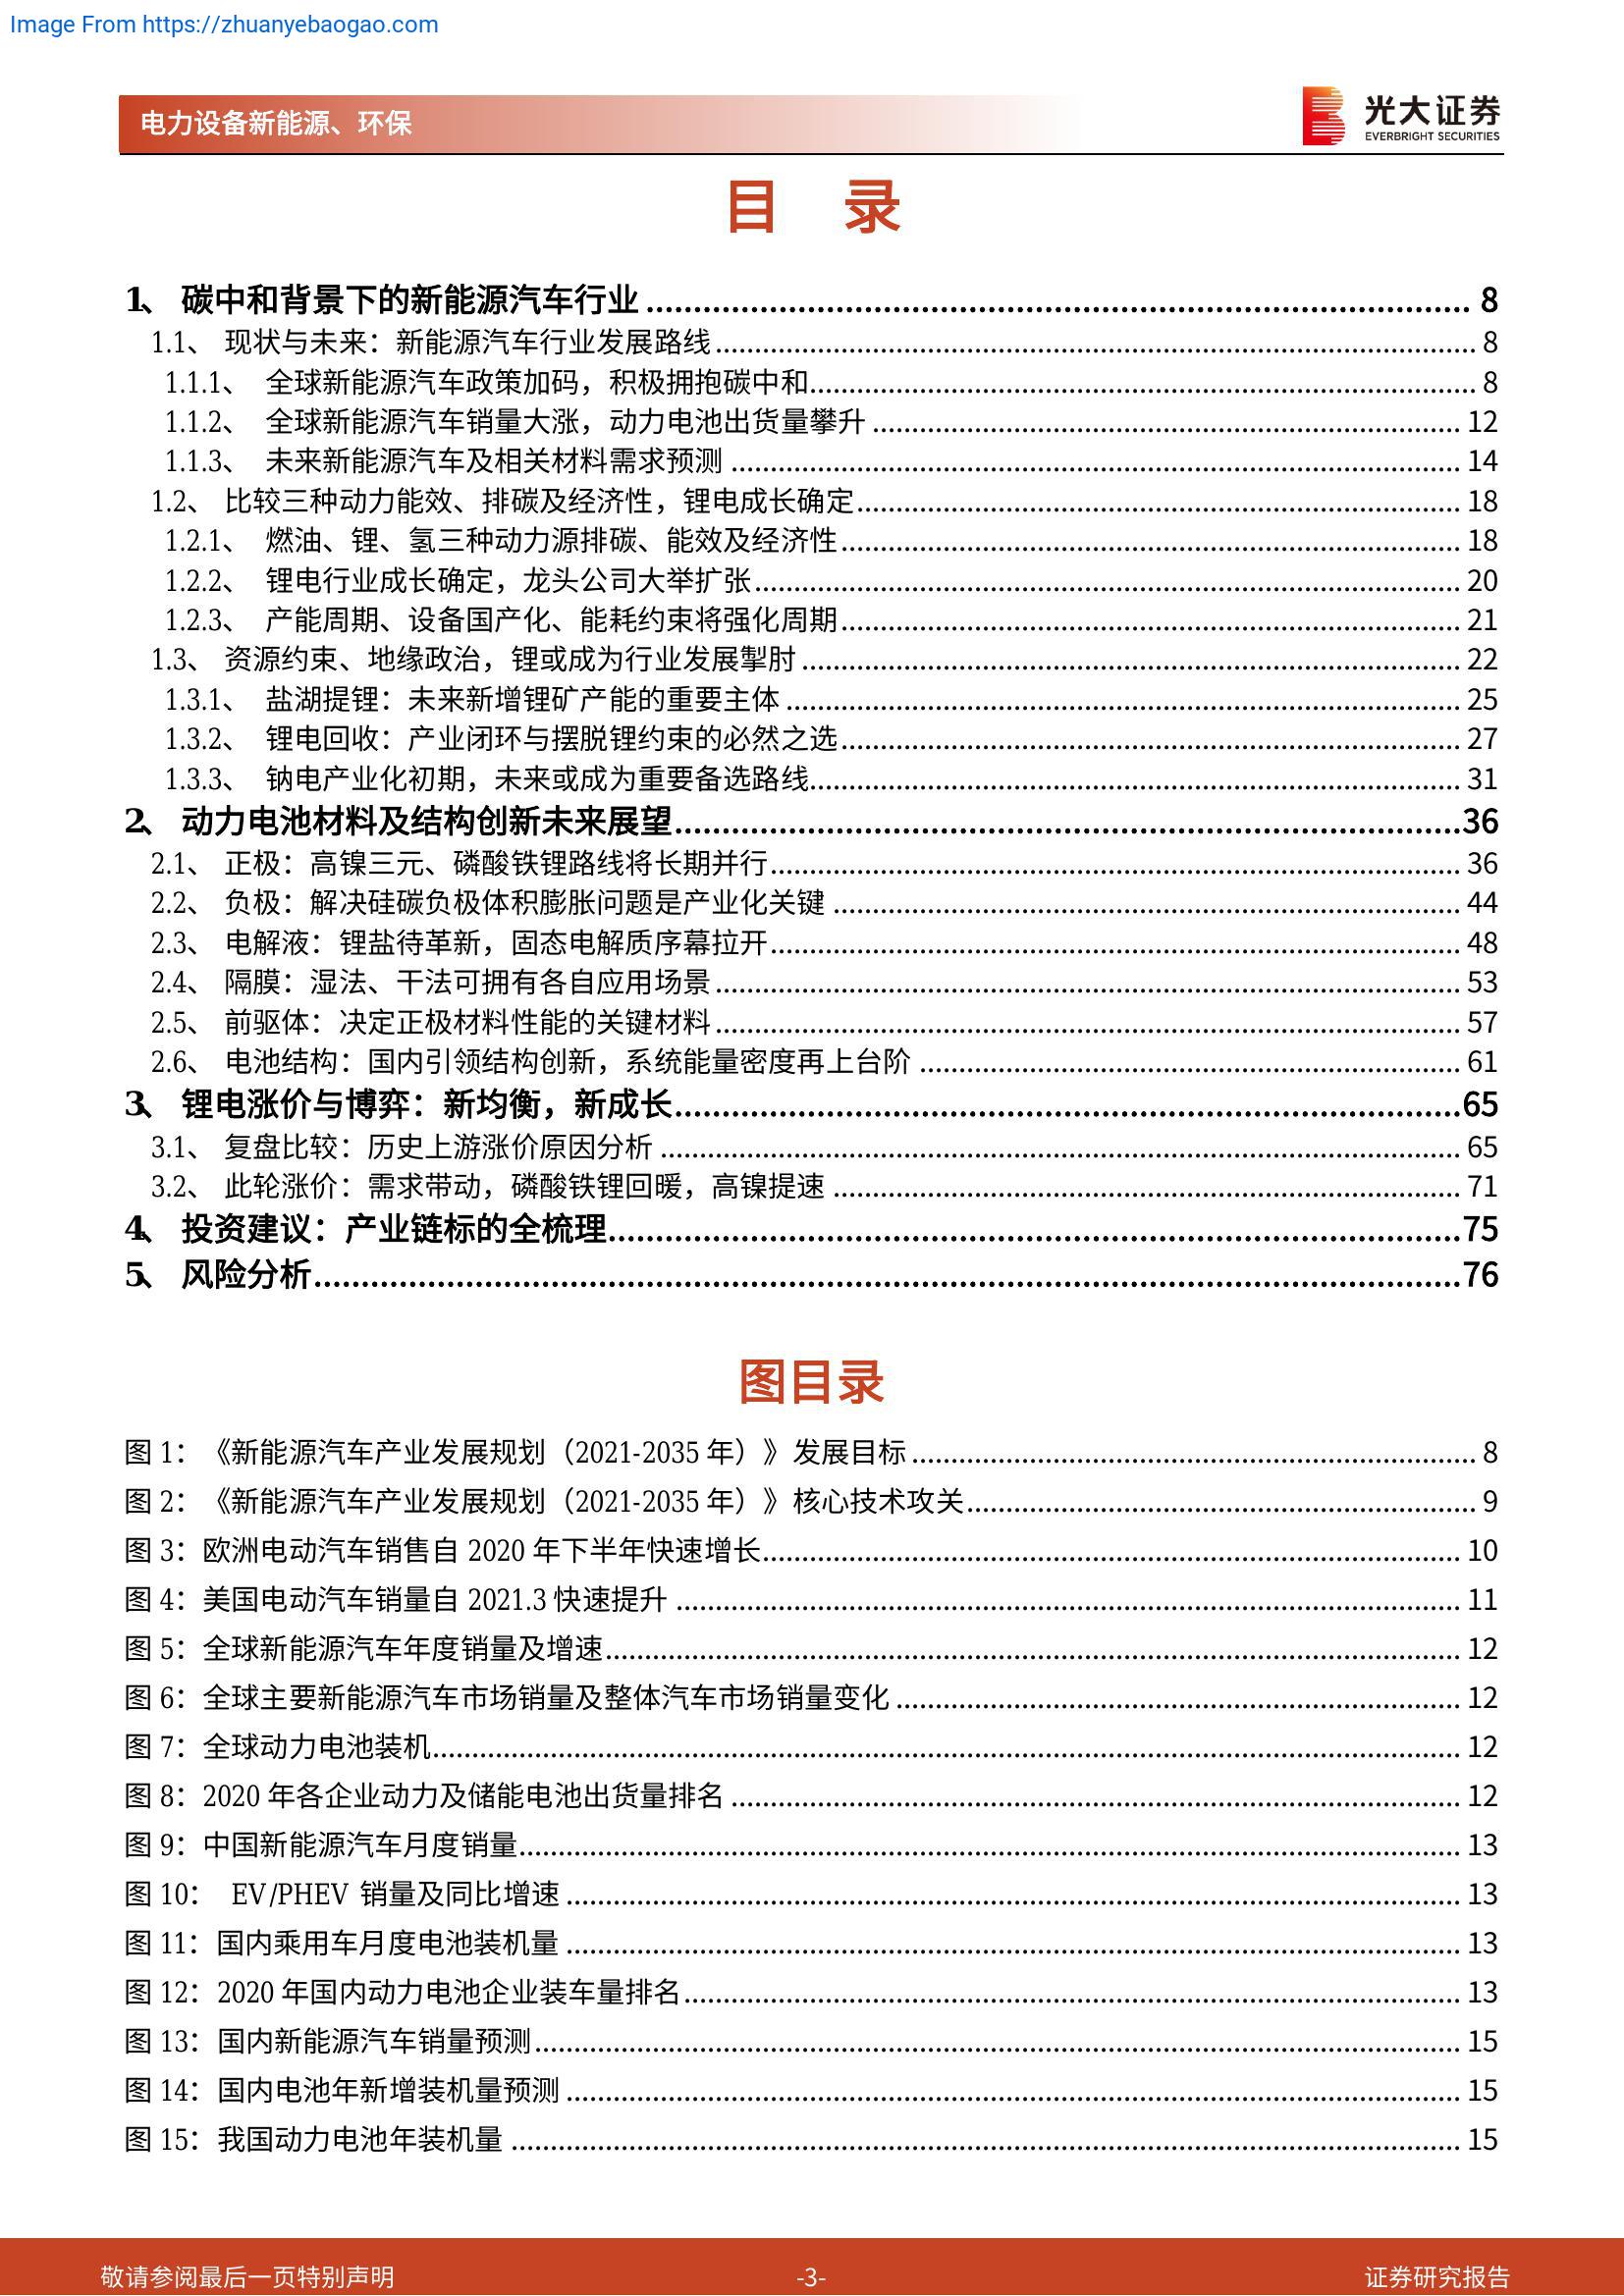 Image From https://zhuanyebaogao.com
电力设备新能源、环保
光大证券
EVERBRIGHT SECURITIES
目 录
1、 碳中和背景下的新能源汽车行业 8
1.1、 现状与未来：新能源汽车行业发展路线 8
1.1.1、 全球新能源汽车政策加码，积极拥抱碳中和 8
1.1.2、 全球新能源汽车销量大涨，动力电池出货量攀升 12
1.1.3、 未来新能源汽车及相关材料需求预测 14
1.2、 比较三种动力能效、排碳及经济性，锂电成长确定 18
1.2.1、 燃油、锂、氢三种动力源排碳、能效及经济性 18
1.2.2、 锂电行业成长确定，龙头公司大举扩张 20
1.2.3、 产能周期、设备国产化、能耗约束将强化周期 21
1.3、 资源约束、地缘政治，锂或成为行业发展掣肘 22
1.3.1、 盐湖提锂：未来新增锂矿产能的重要主体 25
1.3.2、 锂电回收：产业闭环与摆脱锂约束的必然之选 27
1.3.3、 钠电产业化初期，未来或成为重要备选路线 31
2、 动力电池材料及结构创新未来展望 36
2.1、 正极：高镍三元、磷酸铁锂路线将长期并行 36
2.2、 负极：解决硅碳负极体积膨胀问题是产业化关键 44
2.3、 电解液：锂盐待革新，固态电解质序幕拉开 48
2.4、 隔膜：湿法、干法可拥有各自应用场景 53
2.5、 前驱体：决定正极材料性能的关键材料 57
2.6、 电池结构：国内引领结构创新，系统能量密度再上台阶 61
3、 锂电涨价与博弈：新均衡，新成长 65
3.1、 复盘比较：历史上游涨价原因分析 65
3.2、 此轮涨价：需求带动，磷酸铁锂回暖，高镍提速 71
4、 投资建议：产业链标的全梳理 75
5、 风险分析 76
图目录
图 1：《新能源汽车产业发展规划（2021-2035 年）》发展目标 8
图 2：《新能源汽车产业发展规划（2021-2035 年）》核心技术攻关 9
图 3：欧洲电动汽车销售自 2020 年下半年快速增长 10
图 4：美国电动汽车销量自 2021.3 快速提升 11
图 5：全球新能源汽车年度销量及增速 12
图 6：全球主要新能源汽车市场销量及整体汽车市场销量变化 12
图 7：全球动力电池装机 12
图 8：2020 年各企业动力及储能电池出货量排名 12
图 9：中国新能源汽车月度销量 13
图 10： EV/PHEV 销量及同比增速 13
图 11：国内乘用车月度电池装机量 13
图 12：2020 年国内动力电池企业装车量排名 13
图 13：国内新能源汽车销量预测 15
图 14：国内电池年新增装机量预测 15
图 15：我国动力电池年装机量 15
敬请参阅最后一页特别声明
-3-
证券研究报告